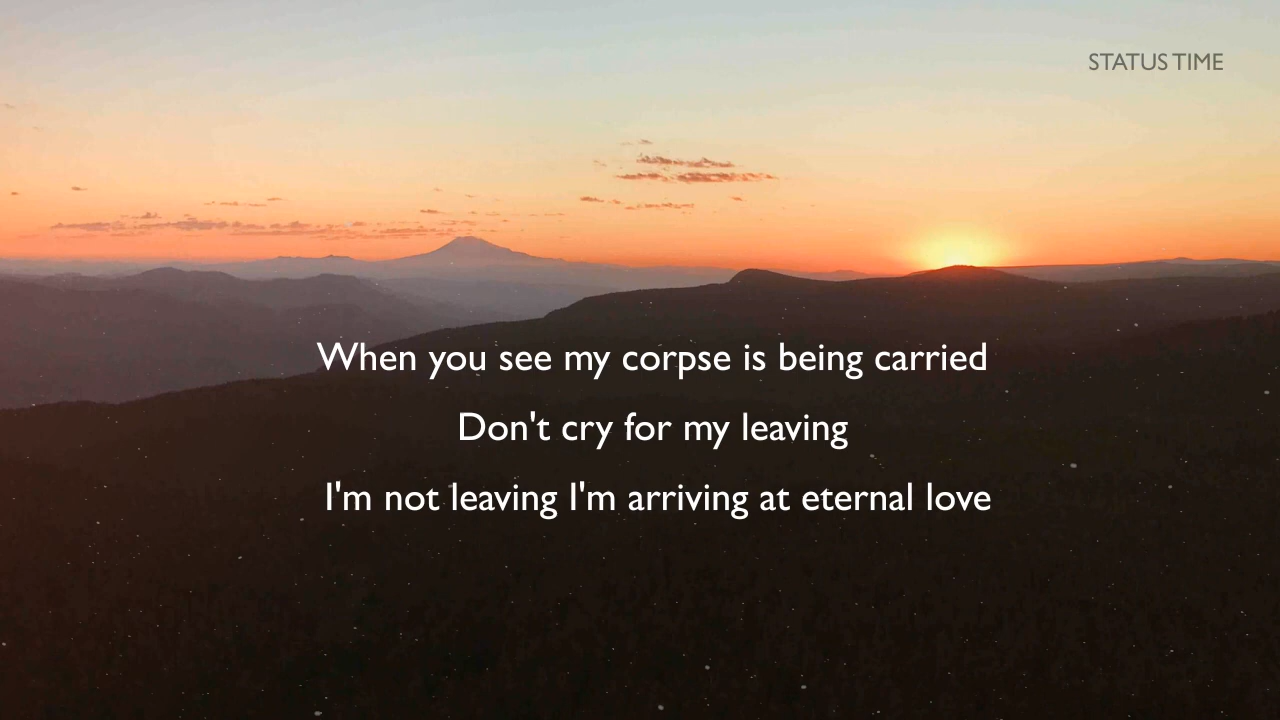 STATUS TIME
When you see my corpse is being carried
Don't cry for my leaving
I'm not leaving I'm arriving at eternal love